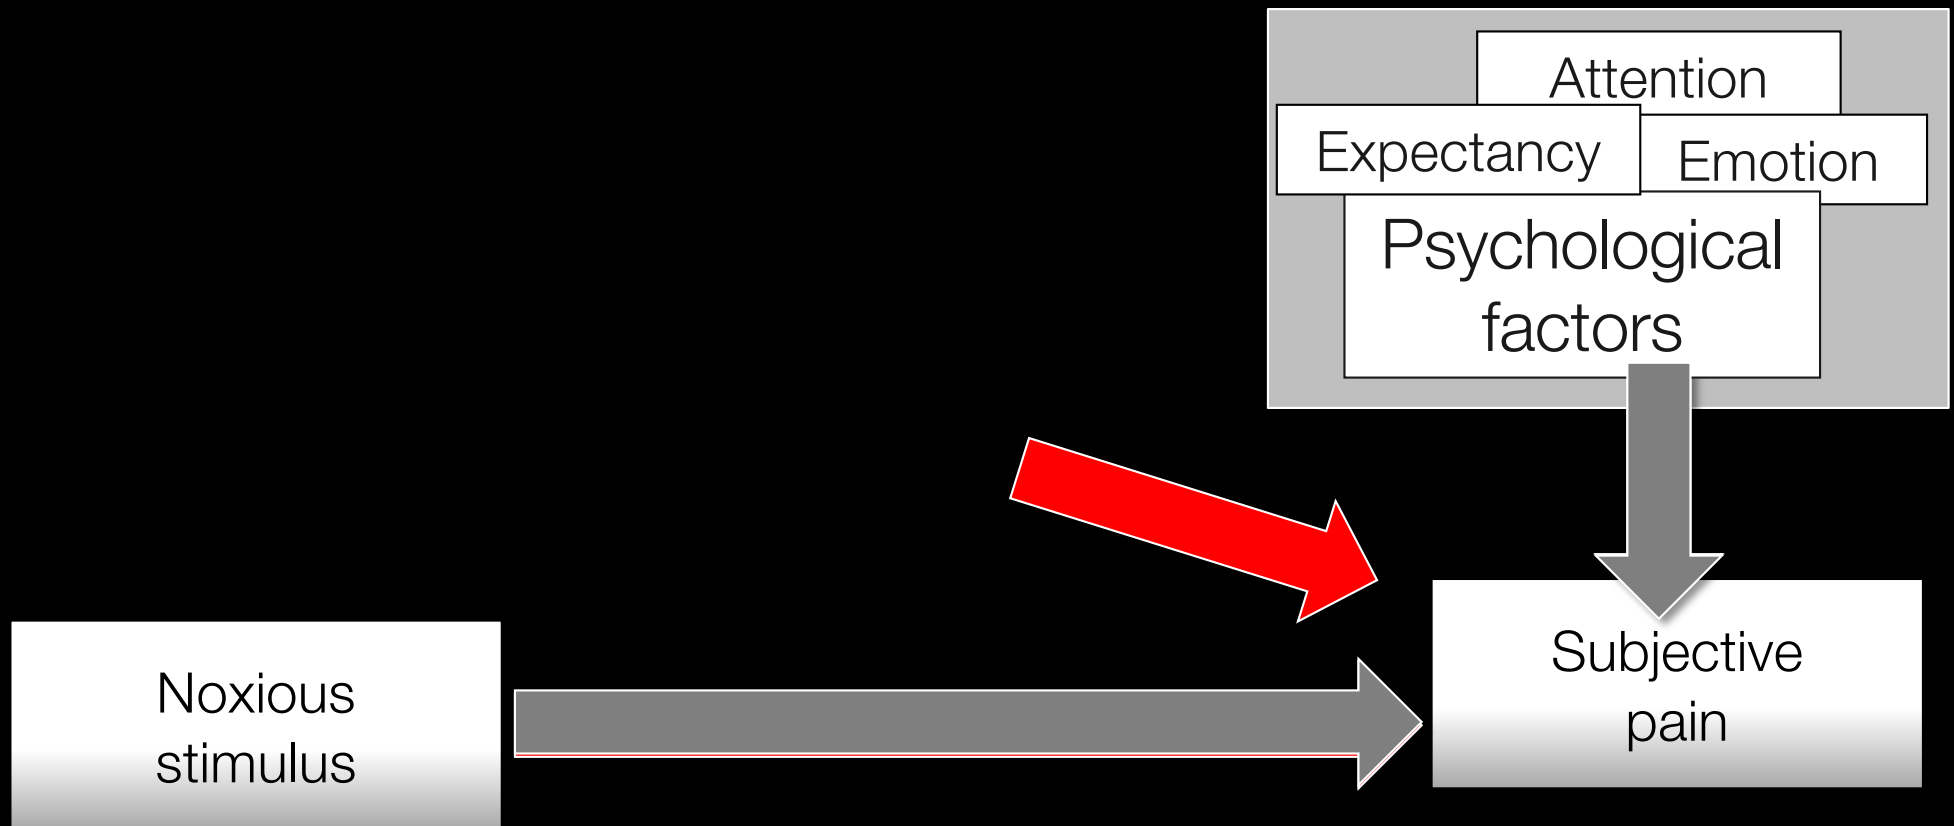 Attention
Expectancy
Emotion
Psychological
factors
Noxious
stimulus
Subjective
pain